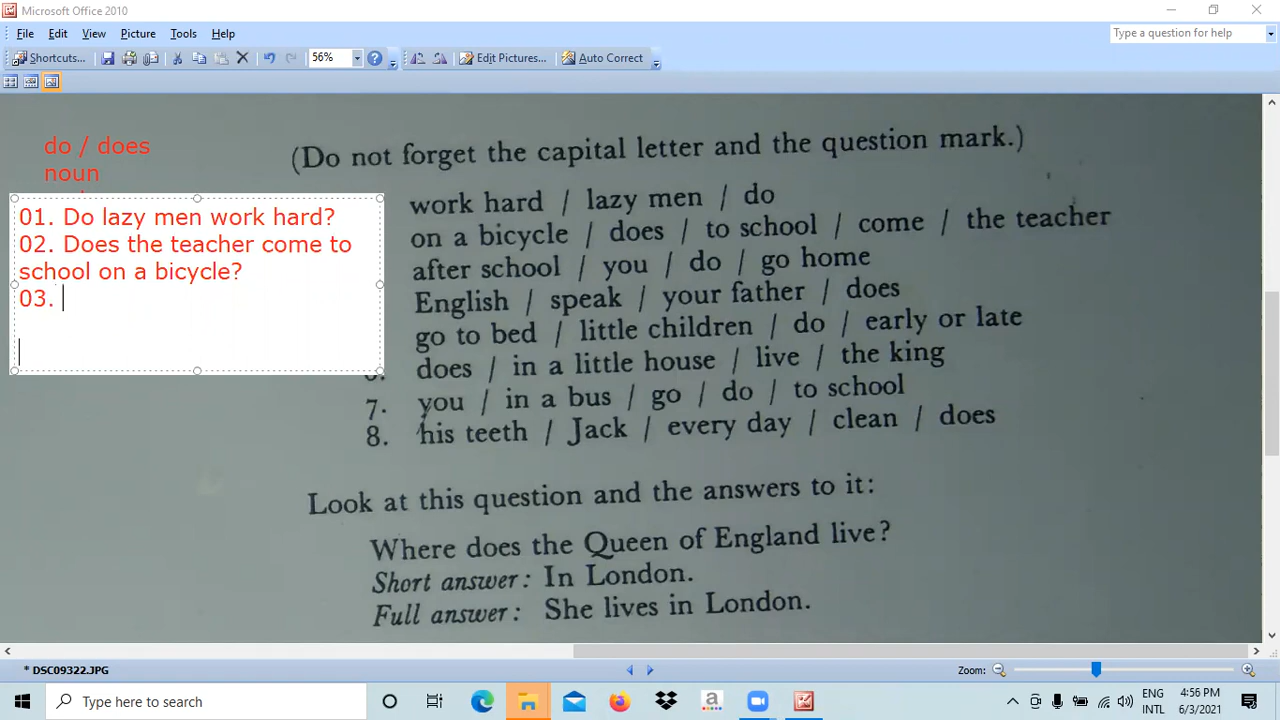 Microsoft Office 2010
File Edit View Picture Tools Help
Type a question for help
Shortcuts... 56% Edit Pictures... Auto Correct
do / does
noun
01. Do lazy men work hard?
02. Does the teacher come to
school on a bicycle?
03.
(Do not forget the capital letter and the question mark.)
work hard / lazy men / do
on a bicycle / does / to school / come / the teacher
after school / you / do / go home
English / speak / your father / does
go to bed / little children / do / early or late
does / in a little house / live / the king
7. you / in a bus / go / do / to school
8. his teeth / Jack / every day / clean / does
Look at this question and the answers to it:
Where does the Queen of England live?
Short answer: In London.
Full answer: She lives in London.
* DSC09322.JPG
Zoom:
Type here to search
ENG
INTL
4:56 PM
6/3/2021